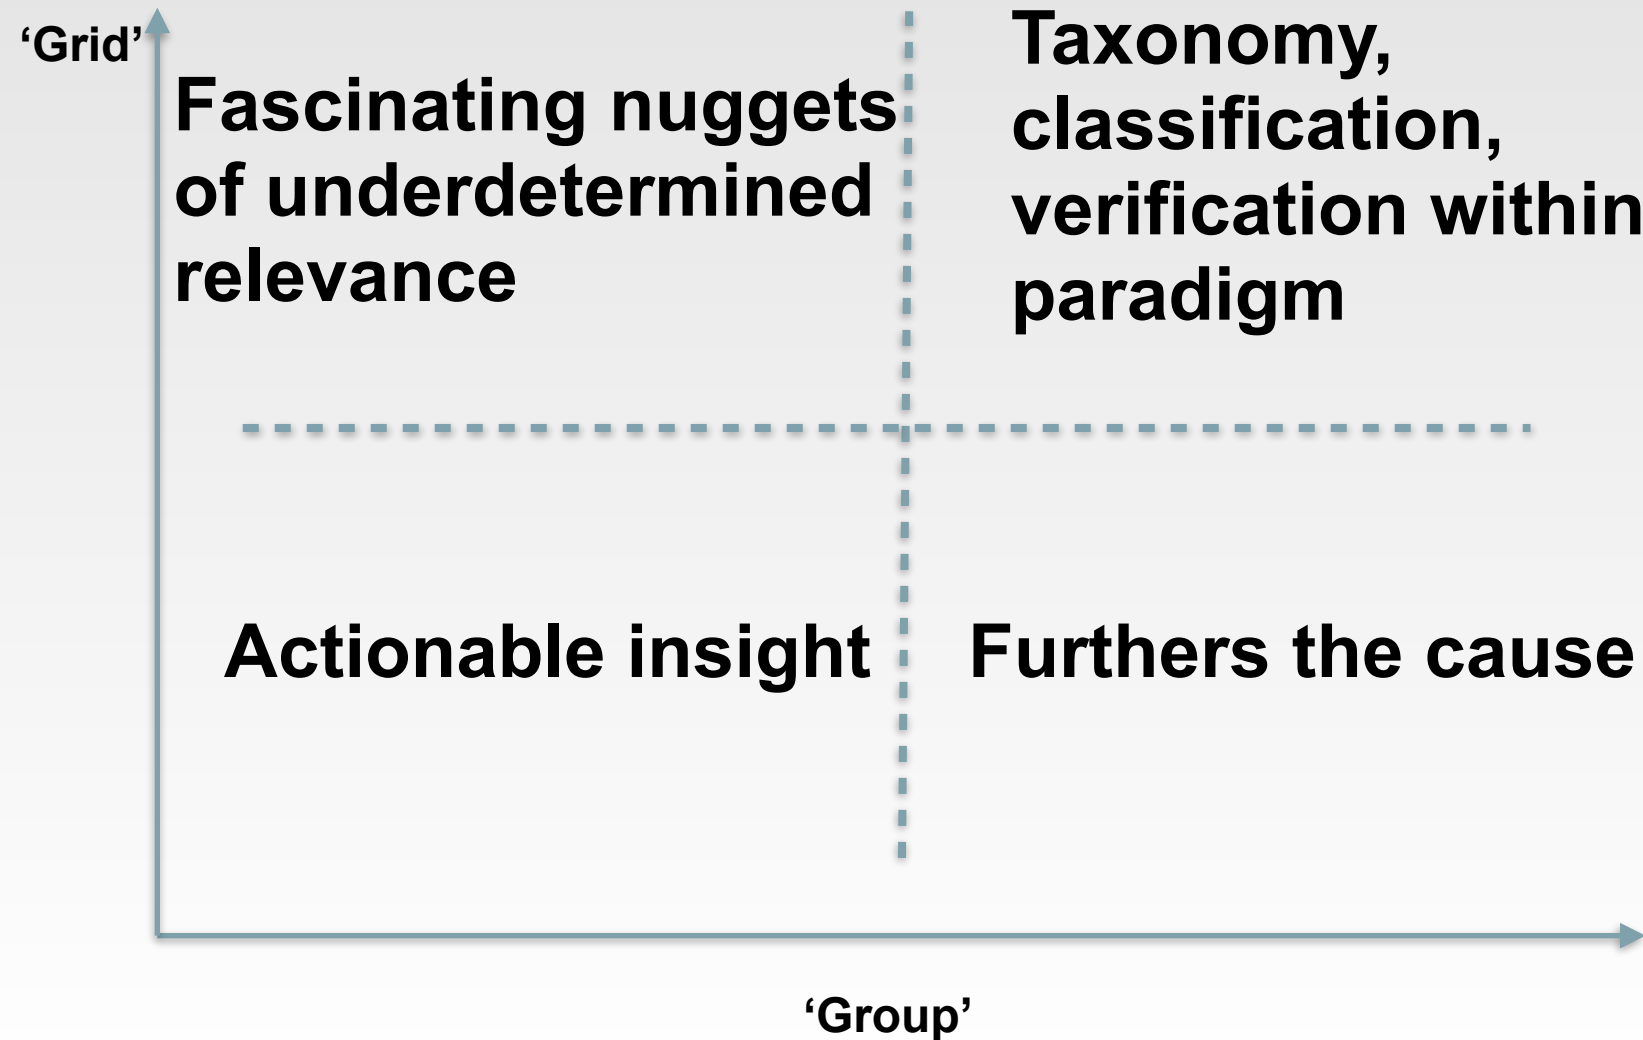 ‘Grid’
Fascinating nuggets
of underdetermined
relevance
Taxonomy,
classification,
verification within
paradigm
Actionable insight
Furthers the cause
‘Group’